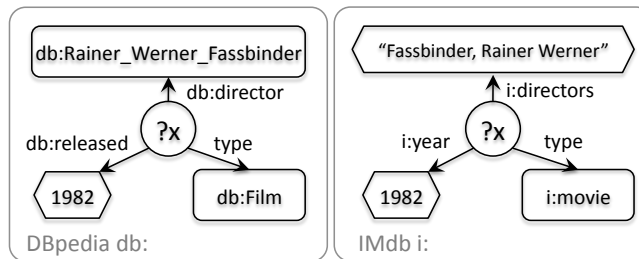 db:Rainer_Werner_Fassbinder
db:director
?x
db:released
type
1982
db:Film
DBpedia db:
“Fassbinder, Rainer Werner”
i:directors
?x
i:year
type
1982
i:movie
IMdb i: